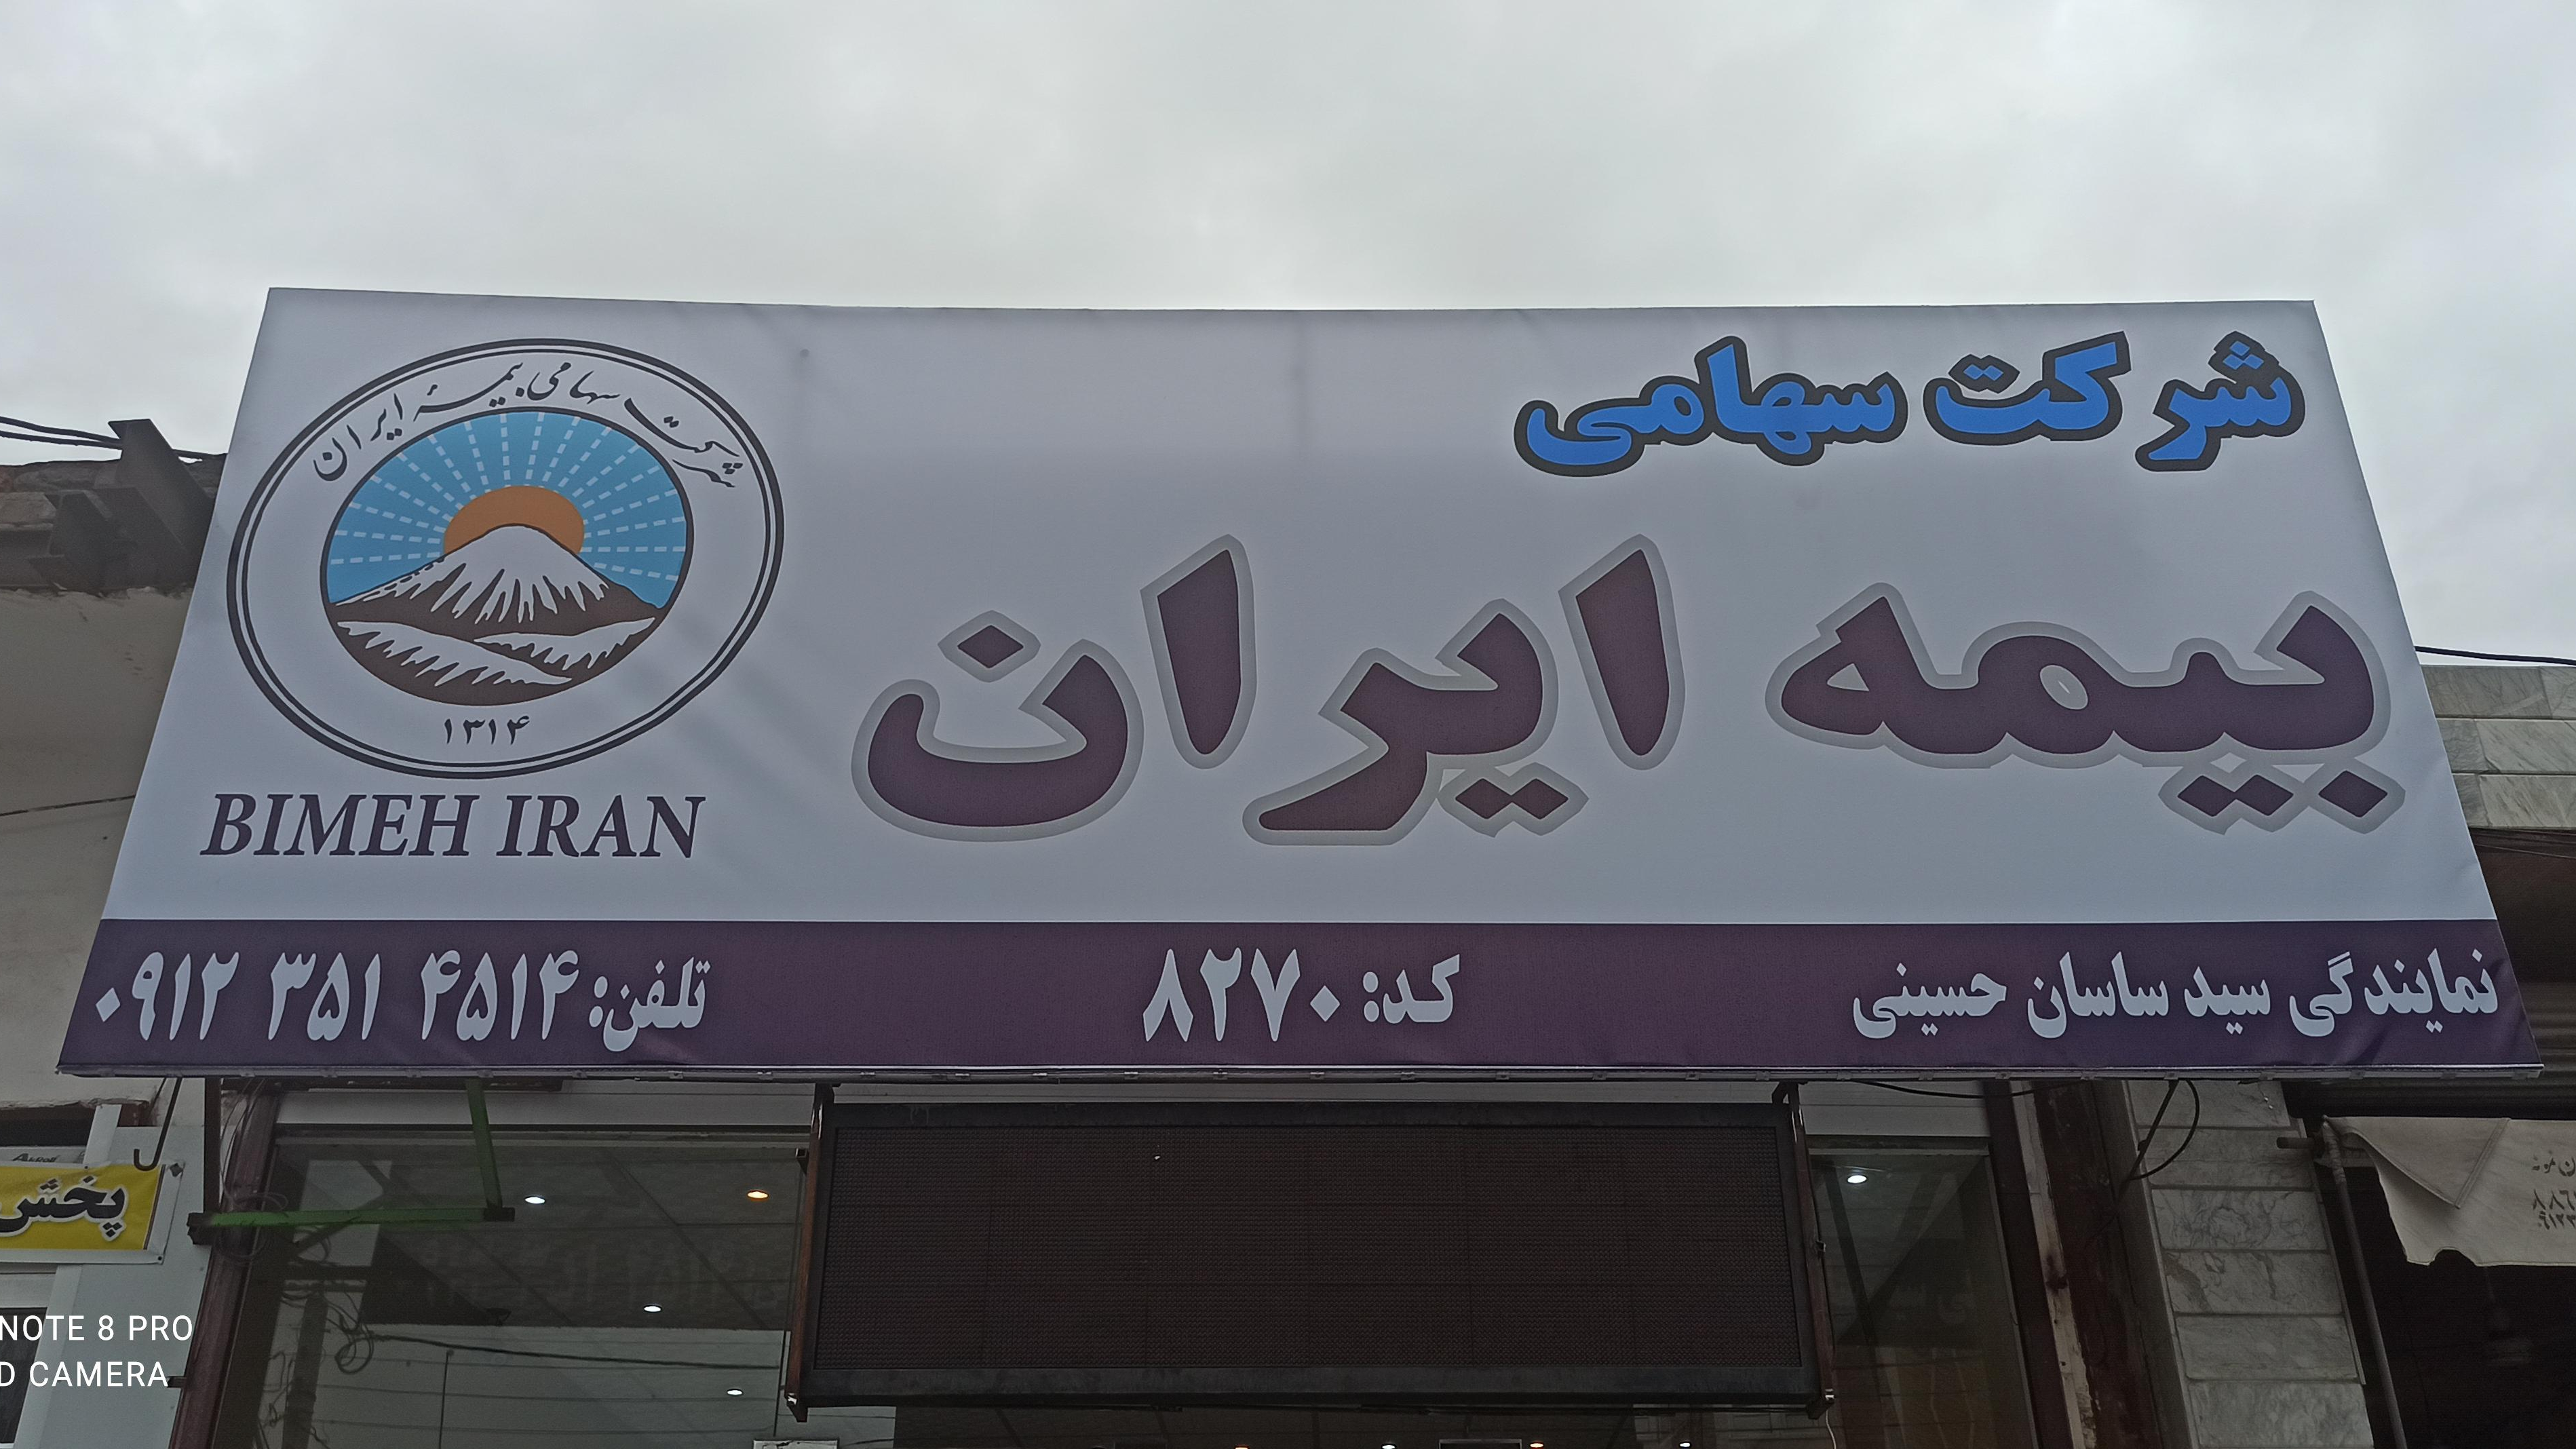 شرکت سهامی
بیمه ایران
شرکت سهامی بیمهٔ ایران
۱۳۱۴
BIMEH IRAN
نمایندگی سید ساسان حسینی
کد: ۸۲۷۰
تلفن: ۰۹۱۲ ۳۵۱ ۴۵۱۴
پخش
NOTE 8 PRO
D CAMERA